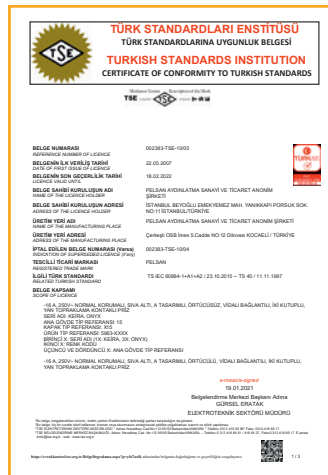 TÜRK STANDARDLARI ENSTİTÜSÜ
TÜRK STANDARDLARINA UYGUNLUK BELGESİ
TURKISH STANDARDS INSTITUTION
CERTIFICATE OF CONFORMITY TO TURKISH STANDARDS
TSE
BELGE NUMARASI 002383-TSE-10/05
REFERENCE NUMBER OF LICENCE
BELGENİN İLK VERİLİŞ TARİHİ 22.05.2007
DATE OF FIRST ISSUE OF LICENCE
BELGENİN SON GEÇERLİLİK TARİHİ 18.02.2022
LICENCE VALID UNTIL
BELGE SAHİBİ KURULUŞUN ADI PELSAN AYDINLATMA SANAYİ VE TİCARET ANONİM ŞİRKETİ
NAME OF THE LICENCE HOLDER
BELGE SAHİBİ KURULUŞUN ADRESİ İSTANBUL BEYOĞLU EMEKYEMEZ MAH. YANIKKAPI PORSUK SOK. NO:11 İSTANBUL/TÜRKİYE
ADRESS OF THE LICENCE HOLDER
ÜRETİM YERİ ADI PELSAN AYDINLATMA SANAYİ VE TİCARET ANONİM ŞİRKETİ
NAME OF THE MANUFACTURING PLACE
ÜRETİM YERİ ADRESİ Çerkeşli OSB İmes 5.Cadde NO:12 Dilovası KOCAELİ / TÜRKİYE
ADRESS OF THE MANUFACTURING PLACE
İPTAL EDİLEN BELGE NUMARASI (Varsa) 002383-TSE-10/04
INDICATION OF SUPERSEDED LICENCE (if any)
TESCİLLİ TİCARİ MARKASI PELSAN
REGISTERED TRADE MARK
İLGİLİ TÜRK STANDARDI TS IEC 60884-1+A1+A2 / 23.10.2015 – TS 40 / 11.11.1997
RELATED TURKISH STANDARD
BELGE KAPSAMI
SCOPE OF LICENCE
-16 A, 250V~ NORMAL KORUMALI, SIVA ALTI, A TASARIMLI, ÖRTÜCÜSÜZ, VİDALI BAĞLANTILI, İKİ KUTUPLU,
YAN TOPRAKLAMA KONTAKLI PRİZ
SERİ ADI: KEIRA, ONYX
ANA GÖVDE TİP REFERANSI: 15
KAPAK TİP REFERANSI: X15
ÜRÜN TİP REFERANSI: 5963-XXXX
BİRİNCİ X: SERİ ADI (1X: KEIRA, 3X: ONYX)
İKİNCİ X: RENK KODU
ÜÇÜNCÜ VE DÖRDÜNCÜ X: ANA GÖVDE TİP REFERANSI
-16 A, 250V~ NORMAL KORUMALI, SIVA ALTI, A TASARIMLI, ÖRTÜCÜLÜ, VİDALI BAĞLANTILI, İKİ KUTUPLU,
YAN TOPRAKLAMA KONTAKLI PRİZ
e-imzalı/e-signed
19.01.2021
Belgelendirme Merkezi Başkanı Adına
GÜRSEL ERATAK
ELEKTROTEKNİK SEKTÖRÜ MÜDÜRÜ
1 / 3